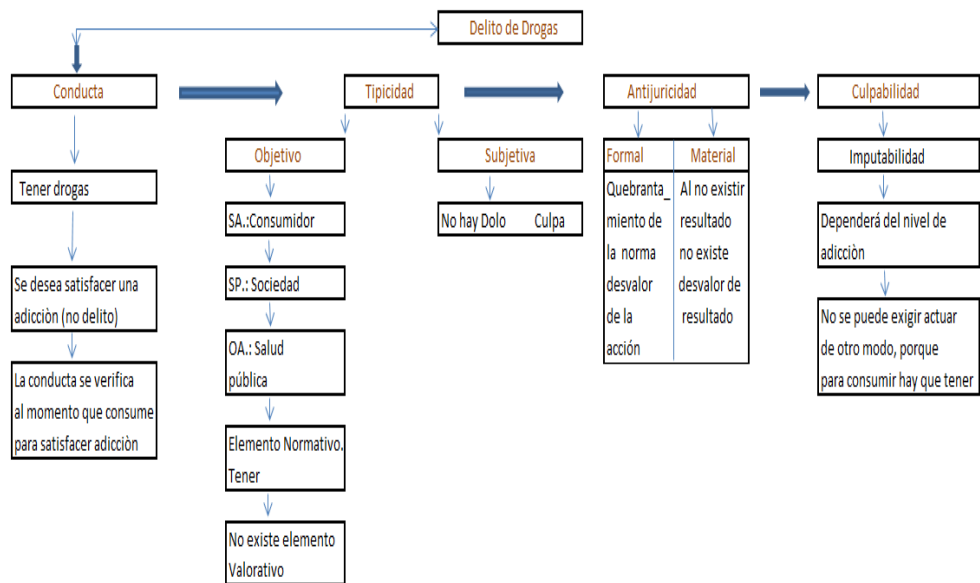 Delito de Drogas
Conducta
Tener drogas
Se desea satisfacer una
adicciòn (no delito)
La conducta se verifica
al momento que consume
para satisfacer adicciòn
Tipicidad
Objetivo
SA.:Consumidor
SP.: Sociedad
OA.: Salud
pública
Elemento Normativo.
Tener
No existe elemento
Valorativo
Subjetiva
No hay Dolo Culpa
Antijuricidad
Formal
Quebranta_
miento de
la norma
desvalor
de la
acción
Material
Al no existir
resultado
no existe
desvalor de
resultado
Culpabilidad
Imputabilidad
Dependerá del nivel de
adicciòn
No se puede exigir actuar
de otro modo, porque
para consumir hay que tener